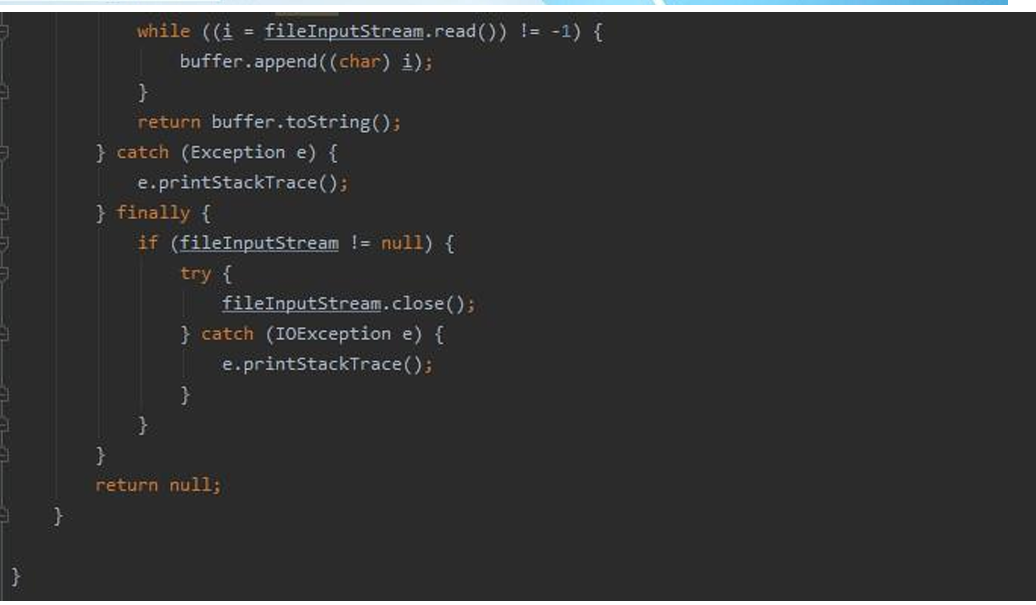 while ((i = fileInputStream.read()) != -1) {
buffer.append((char) i);
}
return buffer.toString();
} catch (Exception e) {
e.printStackTrace();
} finally {
if (fileInputStream != null) {
try {
fileInputStream.close();
} catch (IOException e) {
e.printStackTrace();
}
}
}
return null;
}
}